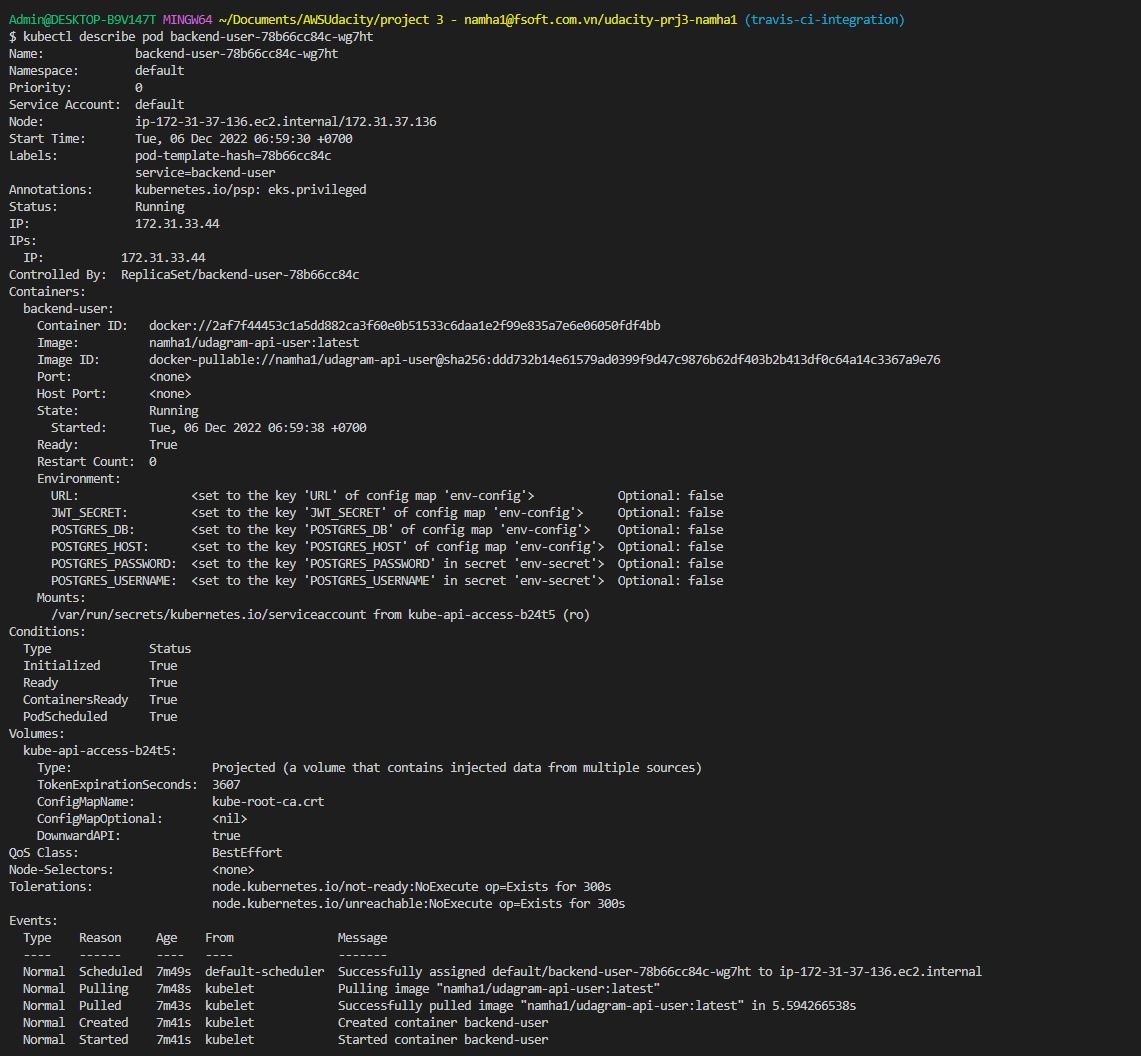 Admin@DESKTOP-B9V147T MINGW64 ~/Documents/AWSUdacity/project 3 - namha1@fsoft.com.vn/udacity-prj3-namha1 (travis-ci-integration)
$ kubectl describe pod backend-user-78b66cc84c-wg7ht
Name:             backend-user-78b66cc84c-wg7ht
Namespace:        default
Priority:         0
Service Account:  default
Node:             ip-172-31-37-136.ec2.internal/172.31.37.136
Start Time:       Tue, 06 Dec 2022 06:59:30 +0700
Labels:           pod-template-hash=78b66cc84c
                  service=backend-user
Annotations:      kubernetes.io/psp: eks.privileged
Status:           Running
IP:               172.31.33.44
IPs:
  IP:           172.31.33.44
Controlled By:  ReplicaSet/backend-user-78b66cc84c
Containers:
  backend-user:
    Container ID:   docker://2af7f44453c1a5dd882ca3f60e0b51533c6daa1e2f99e835a7e6e06050fdf4bb
    Image:          namha1/udagram-api-user:latest
    Image ID:       docker-pullable://namha1/udagram-api-user@sha256:ddd732b14e61579ad0399f9d47c9876b62df403b2b413df0c64a14c3367a9e76
    Port:           <none>
    Host Port:      <none>
    State:          Running
      Started:      Tue, 06 Dec 2022 06:59:38 +0700
    Ready:          True
    Restart Count:  0
    Environment:
      URL:                <set to the key 'URL' of config map 'env-config'>            Optional: false
      JWT_SECRET:         <set to the key 'JWT_SECRET' of config map 'env-config'>     Optional: false
      POSTGRES_DB:        <set to the key 'POSTGRES_DB' of config map 'env-config'>    Optional: false
      POSTGRES_HOST:      <set to the key 'POSTGRES_HOST' of config map 'env-config'>  Optional: false
      POSTGRES_PASSWORD:  <set to the key 'POSTGRES_PASSWORD' in secret 'env-secret'>  Optional: false
      POSTGRES_USERNAME:  <set to the key 'POSTGRES_USERNAME' in secret 'env-secret'>  Optional: false
    Mounts:
      /var/run/secrets/kubernetes.io/serviceaccount from kube-api-access-b24t5 (ro)
Conditions:
  Type              Status
  Initialized       True
  Ready             True
  ContainersReady   True
  PodScheduled      True
Volumes:
  kube-api-access-b24t5:
    Type:                    Projected (a volume that contains injected data from multiple sources)
    TokenExpirationSeconds:  3607
    ConfigMapName:           kube-root-ca.crt
    ConfigMapOptional:       <nil>
    DownwardAPI:             true
QoS Class:                   BestEffort
Node-Selectors:              <none>
Tolerations:                 node.kubernetes.io/not-ready:NoExecute op=Exists for 300s
                             node.kubernetes.io/unreachable:NoExecute op=Exists for 300s
Events:
  Type    Reason     Age    From               Message
  ----    ------     ----   ----               -------
  Normal  Scheduled  7m49s  default-scheduler  Successfully assigned default/backend-user-78b66cc84c-wg7ht to ip-172-31-37-136.ec2.internal
  Normal  Pulling    7m48s  kubelet            Pulling image "namha1/udagram-api-user:latest"
  Normal  Pulled     7m43s  kubelet            Successfully pulled image "namha1/udagram-api-user:latest" in 5.594266538s
  Normal  Created    7m41s  kubelet            Created container backend-user
  Normal  Started    7m41s  kubelet            Started container backend-user